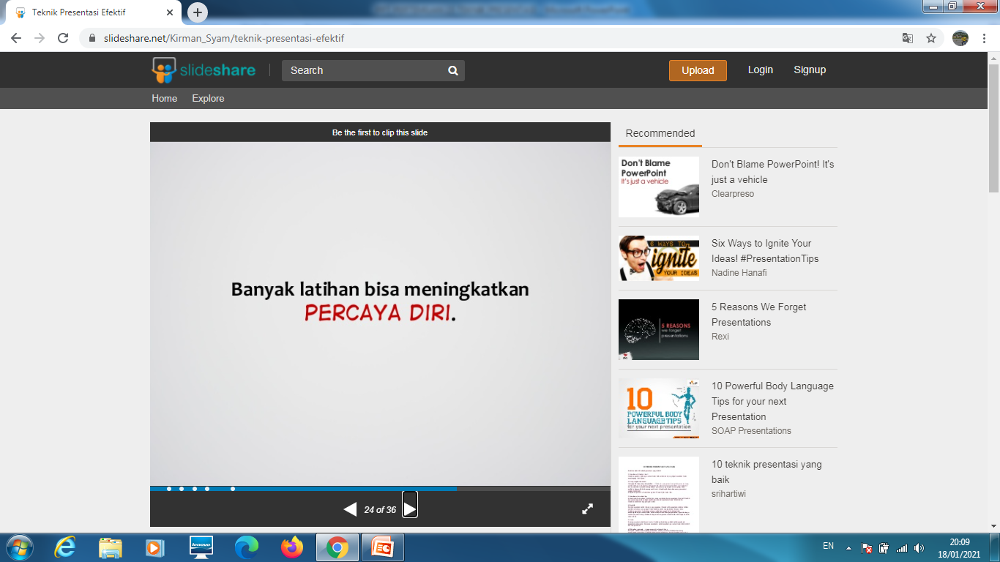 Teknik Presentasi Efektif
slideshare.net/Kirman_Syam/teknik-presentasi-efektif
slideshare
Search
Upload
Login
Signup
Home
Explore
Be the first to clip this slide
Banyak latihan bisa meningkatkan
PERCAYA DIRI.
24 of 36
Recommended
Don't Blame
PowerPoint
It's just a vehicle
Don't Blame PowerPoint! It's
just a vehicle
Clearpreso
6 WAYS TO
ignite
YOUR IDEAS
Six Ways to Ignite Your
Ideas! #PresentationTips
Nadine Hanafi
5 REASONS
we forget
presentations
5 Reasons We Forget
Presentations
Rexi
10
POWERFUL BODY
LANGUAGE TIPS
for your next presentation
10 Powerful Body Language
Tips for your next
Presentation
SOAP Presentations
10 teknik presentasi yang
baik
srihartiwi
lenovo
EN
20:09
18/01/2021